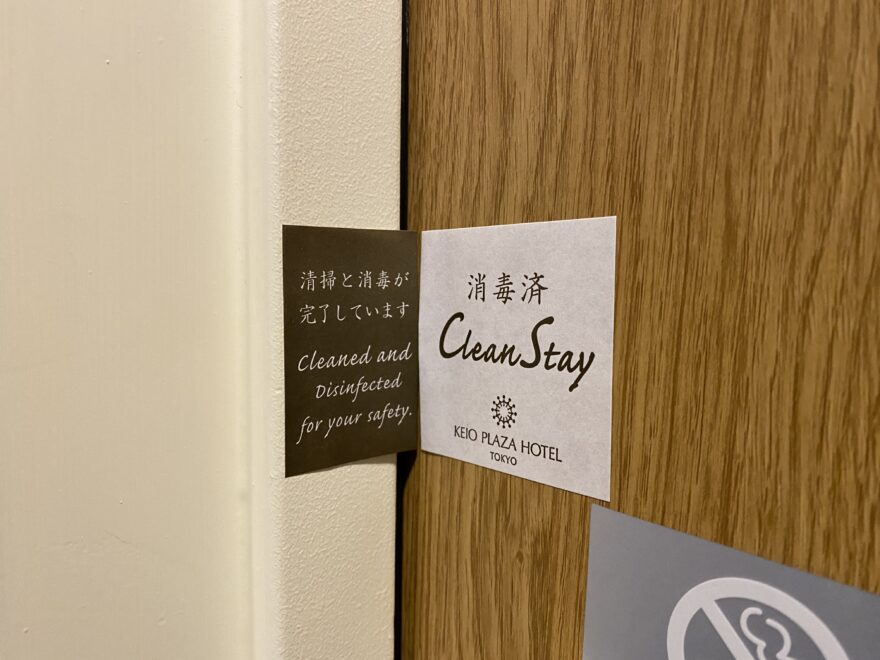 清掃と消毒が
完了しています
Cleaned and
Disinfected
for your safety.
消毒済
Clean Stay
KEIO PLAZA HOTEL
TOKYO